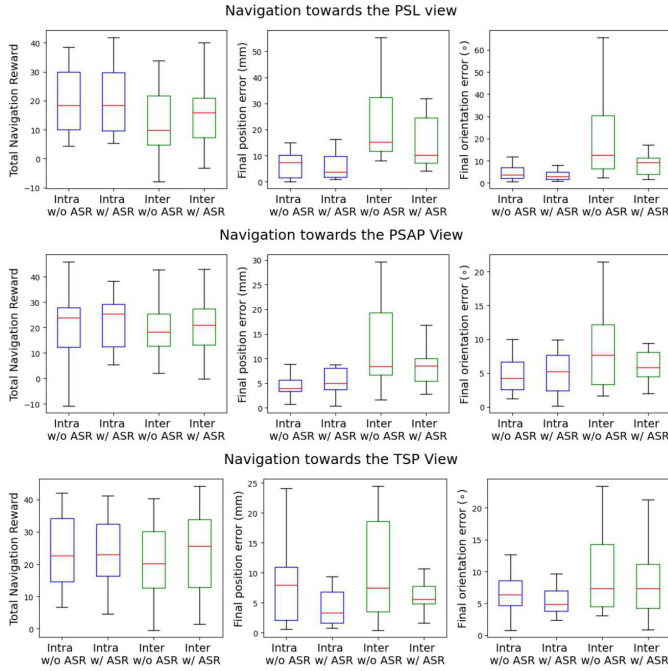 Navigation towards the PSL view
Total Navigation Reward
40
30
20
10
0
−10
Intra w/o ASR
Intra w/ ASR
Inter w/o ASR
Inter w/ ASR
Final position error (mm)
50
40
30
20
10
0
Intra w/o ASR
Intra w/ ASR
Inter w/o ASR
Inter w/ ASR
Final orientation error (∘)
60
50
40
30
20
10
0
Intra w/o ASR
Intra w/ ASR
Inter w/o ASR
Inter w/ ASR
Navigation towards the PSAP View
Total Navigation Reward
40
30
20
10
0
−10
Intra w/o ASR
Intra w/ ASR
Inter w/o ASR
Inter w/ ASR
Final position error (mm)
30
25
20
15
10
5
0
Intra w/o ASR
Intra w/ ASR
Inter w/o ASR
Inter w/ ASR
Final orientation error (∘)
20
15
10
5
0
Intra w/o ASR
Intra w/ ASR
Inter w/o ASR
Inter w/ ASR
Navigation towards the TSP View
Total Navigation Reward
40
30
20
10
0
Intra w/o ASR
Intra w/ ASR
Inter w/o ASR
Inter w/ ASR
Final position error (mm)
25
20
15
10
5
0
Intra w/o ASR
Intra w/ ASR
Inter w/o ASR
Inter w/ ASR
Final orientation error (∘)
20
15
10
5
0
Intra w/o ASR
Intra w/ ASR
Inter w/o ASR
Inter w/ ASR